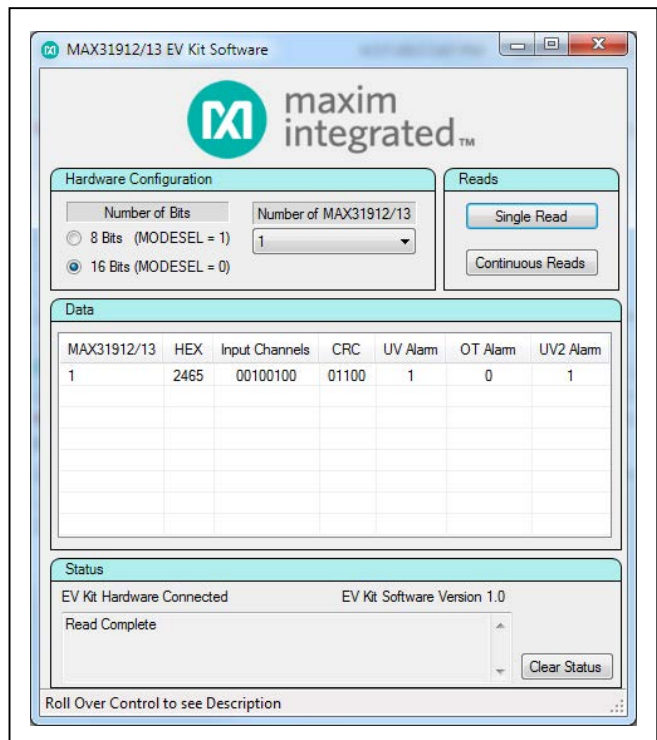 MAX31912/13 EV Kit Software
maxim
integrated™
Hardware Configuration
Number of Bits
Number of MAX31912/13
8 Bits (MODESEL = 1)
1
16 Bits (MODESEL = 0)
Reads
Single Read
Continuous Reads
Data
MAX31912/13 HEX Input Channels CRC UV Alarm OT Alarm UV2 Alarm
1 2465 00100100 01100 1 0 1
Status
EV Kit Hardware Connected EV Kit Software Version 1.0
Read Complete
Clear Status
Roll Over Control to see Description